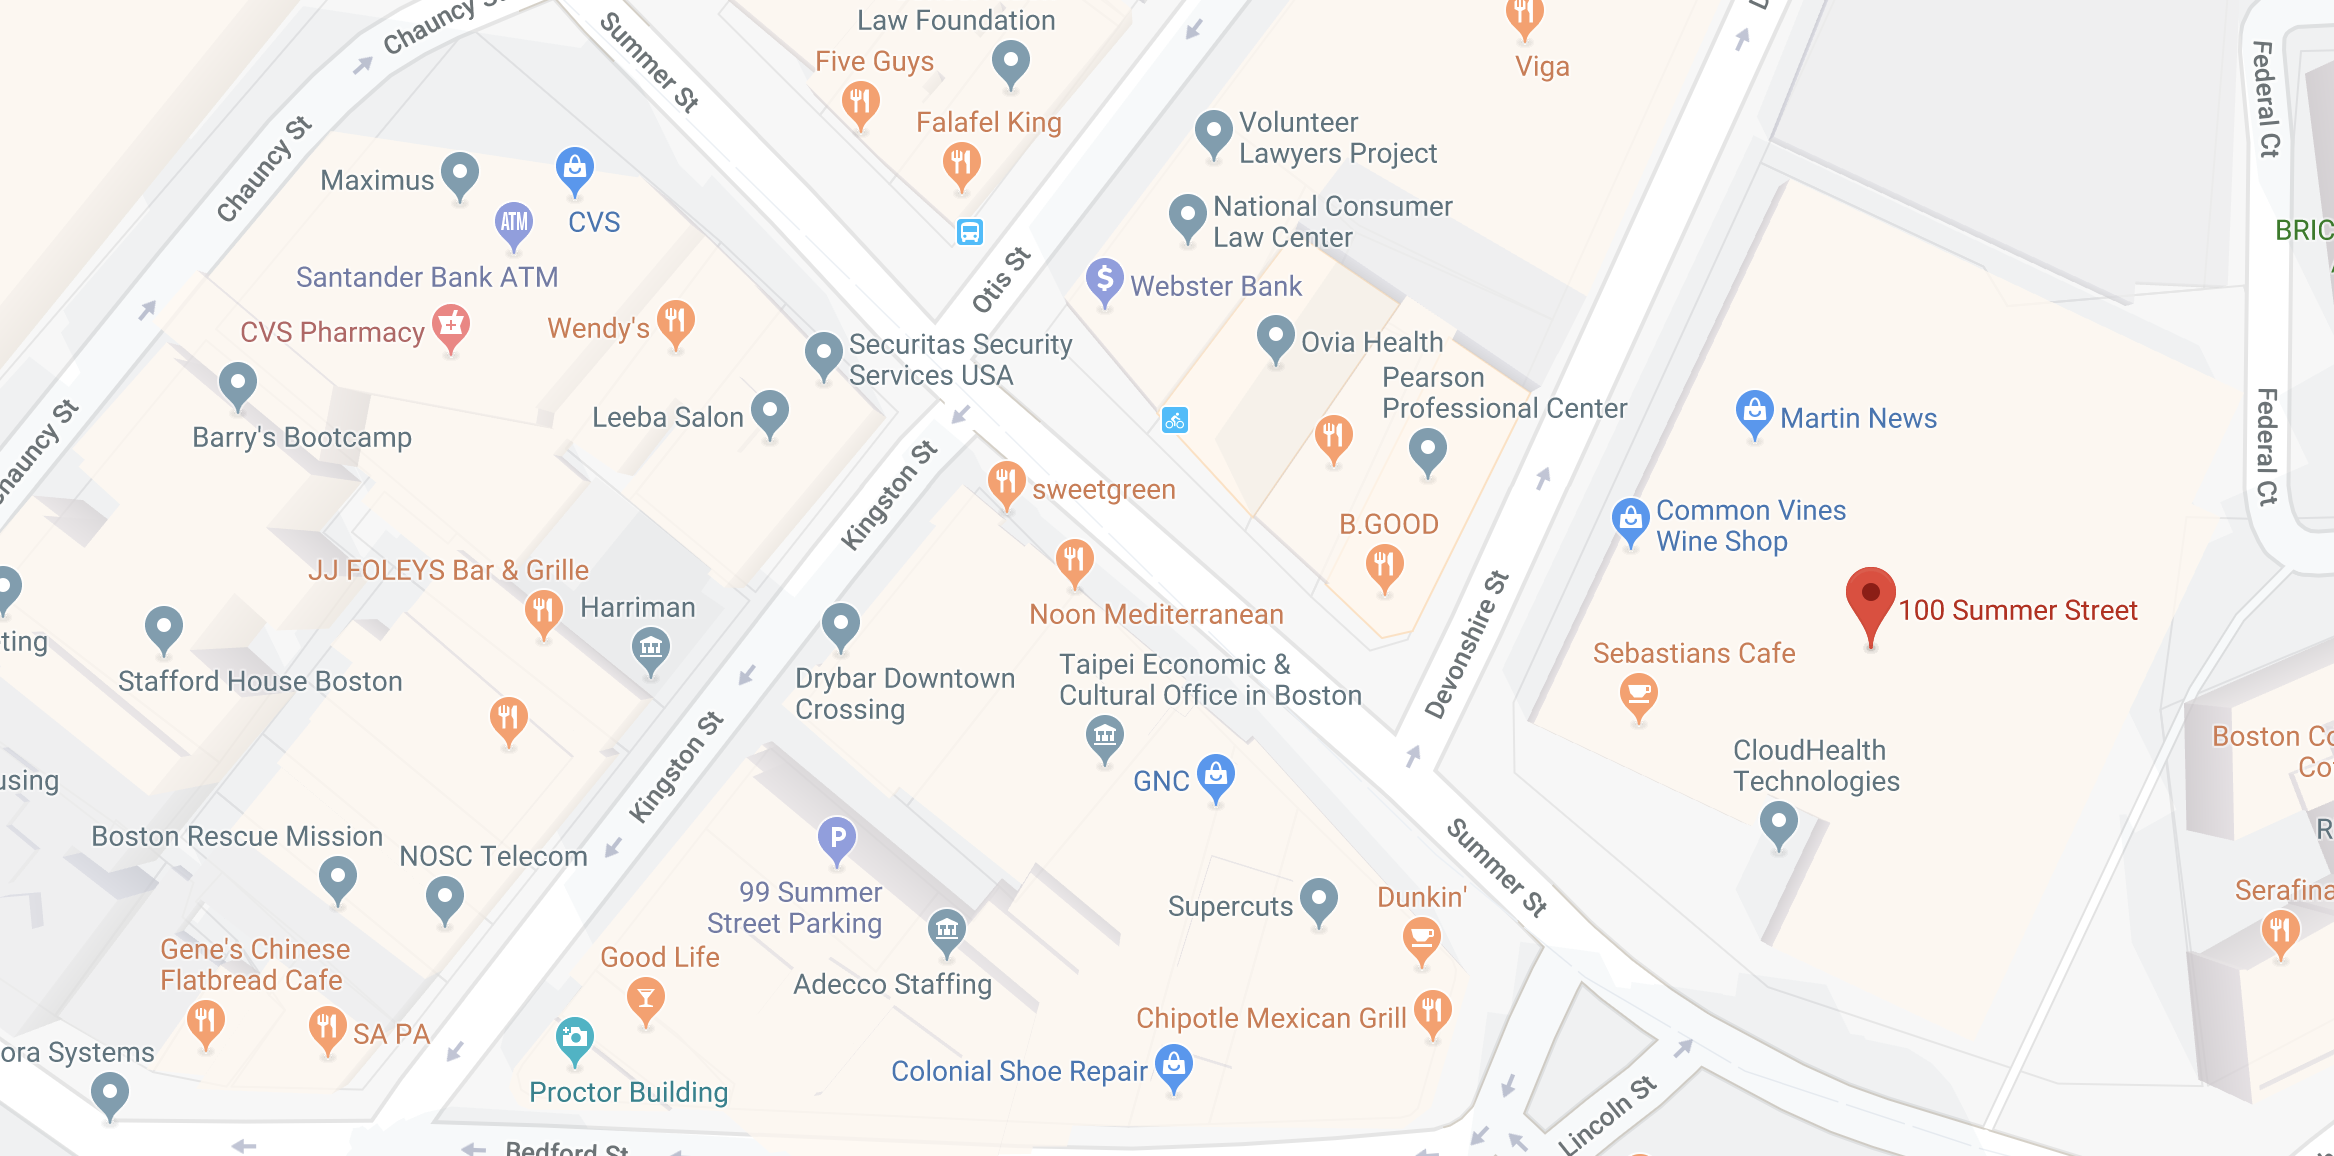 Chauncy St
Law Foundation
Summer St
Five Guys
Viga
Federal Ct
Falafel King
Volunteer
Lawyers Project
Chauncy St
Maximus
CVS
ATM
National Consumer
Law Center
Santander Bank ATM
Otis St
$
Webster Bank
CVS Pharmacy
Wendy's
Securitas Security
Services USA
Ovia Health
Pearson
Professional Center
Leeba Salon
Martin News
Federal Ct
Barry's Bootcamp
Chauncy St
Kingston St
sweetgreen
B.GOOD
Common Vines
Wine Shop
JJ FOLEYS Bar & Grille
Harriman
Noon Mediterranean
Devonshire St
100 Summer Street
Stafford House Boston
Drybar Downtown
Crossing
Taipei Economic &
Cultural Office in Boston
Sebastians Cafe
Kingston St
GNC
CloudHealth
Technologies
Boston
Boston Rescue Mission
NOSC Telecom
P
99 Summer
Street Parking
Summer St
Supercuts
Dunkin'
Serafina
Gene's Chinese
Flatbread Cafe
Good Life
Adecco Staffing
SA PA
Chipotle Mexican Grill
Systems
Proctor Building
Colonial Shoe Repair
Lincoln St
Bedford St